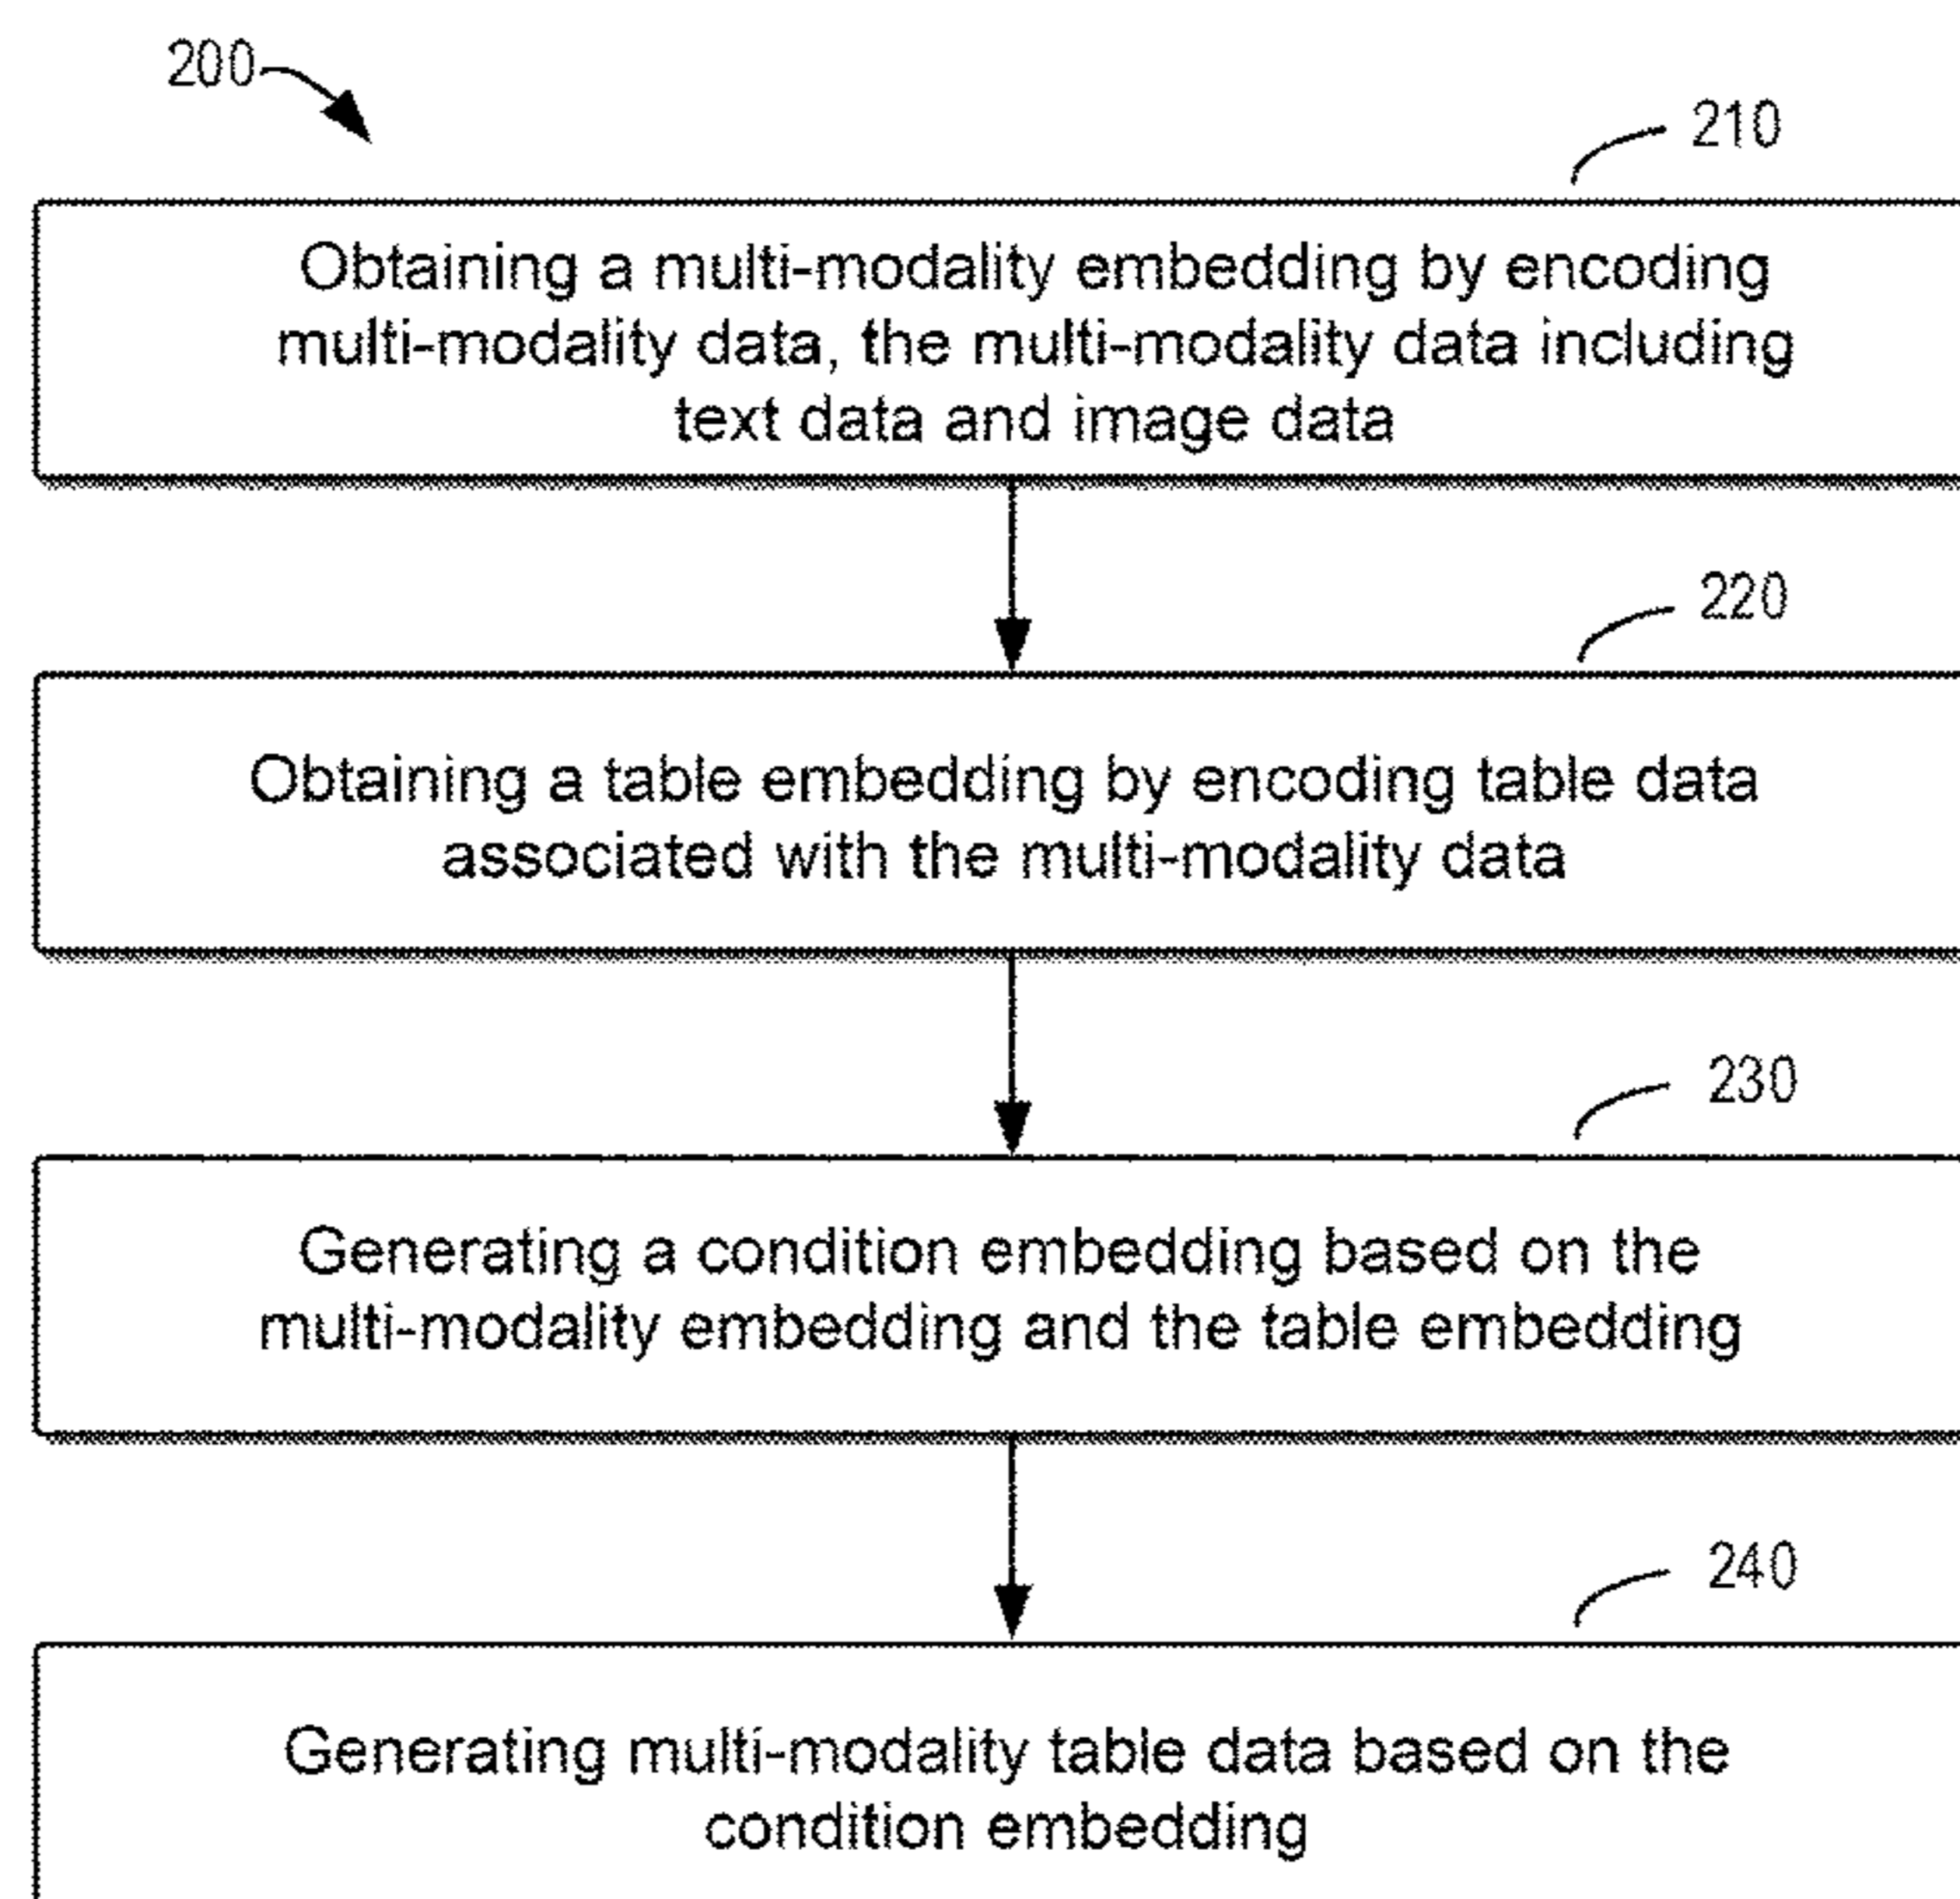 200
210
Obtaining a multi-modality embedding by encoding
multi-modality data, the multi-modality data including
text data and image data
220
Obtaining a table embedding by encoding table data
associated with the multi-modality data
230
Generating a condition embedding based on the
multi-modality embedding and the table embedding
240
Generating multi-modality table data based on the
condition embedding